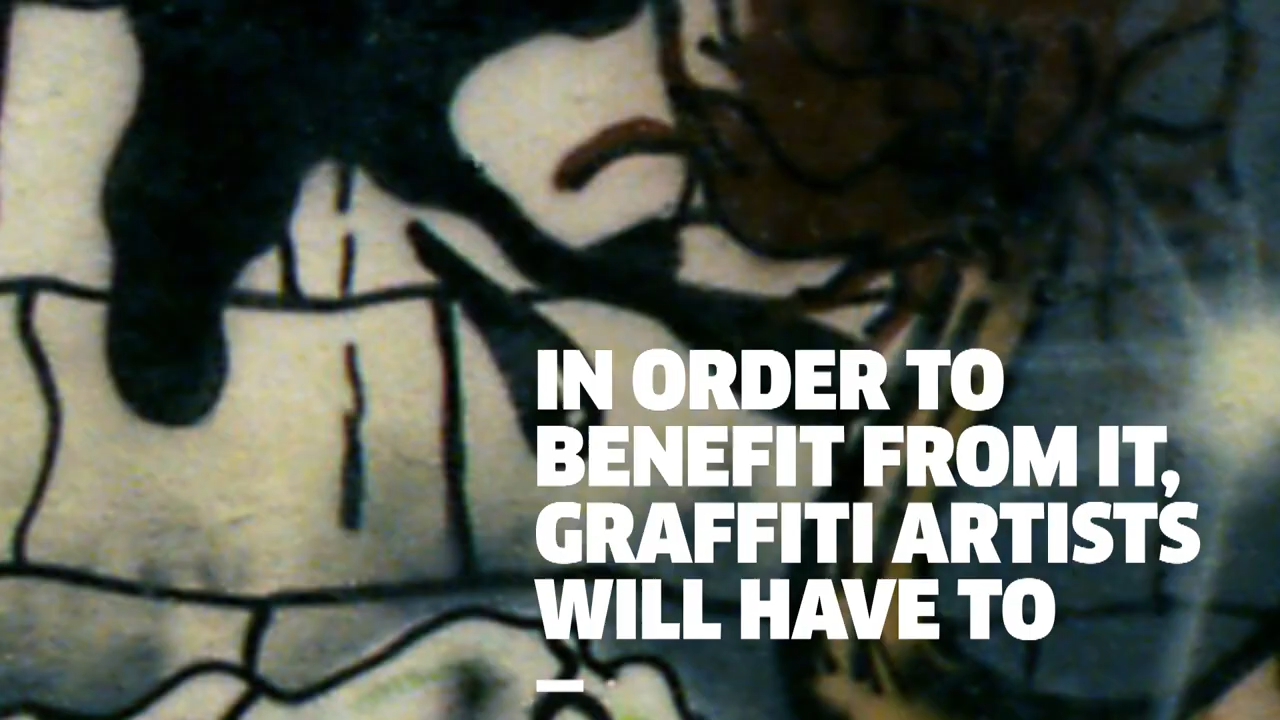 IN ORDER TO
BENEFIT FROM IT,
GRAFFITI ARTISTS
WILL HAVE TO